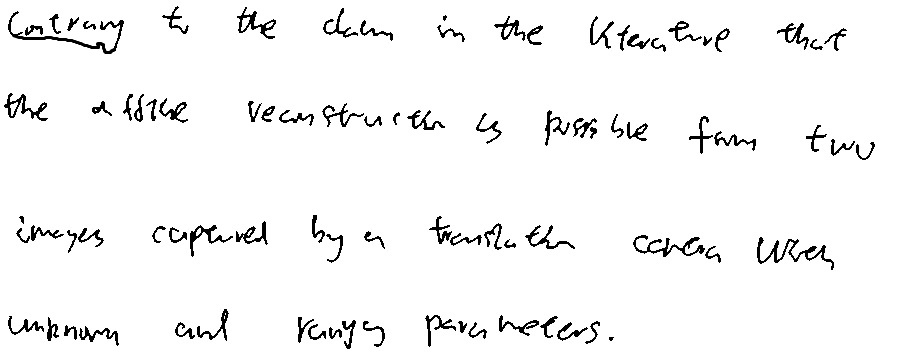 Contrary to the claim in the literature that
the affine reconstruction is possible from two
images captured by a translation camera with
unknown and varying parameters.